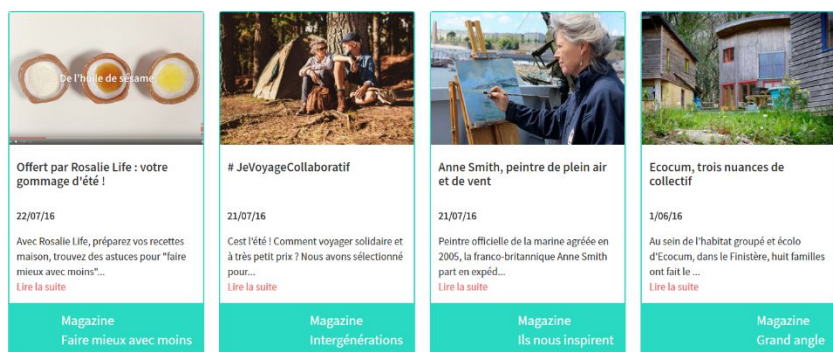 De l'huile de sésame
Offert par Rosalie Life : votre
gommage d'été !
22/07/16
Avec Rosalie Life, préparez vos recettes
maison, trouvez des astuces pour "faire
mieux avec moins"...
Lire la suite
Magazine
Faire mieux avec moins
# JeVoyageCollaboratif
21/07/16
Cest l'été ! Comment voyager solidaire et
à très petit prix ? Nous avons sélectionné
pour...
Lire la suite
Magazine
Intergénérations
Anne Smith, peintre de plein air
et de vent
21/07/16
Peintre officielle de la marine agréée en
2005, la franco-britannique Anne Smith
part en expéd...
Lire la suite
Magazine
Ils nous inspirent
Ecocum, trois nuances de
collectif
1/06/16
Au sein de l'habitat groupé et écolo
d'Ecocum, dans le Finistère, huit familles
ont fait le ...
Lire la suite
Magazine
Grand angle